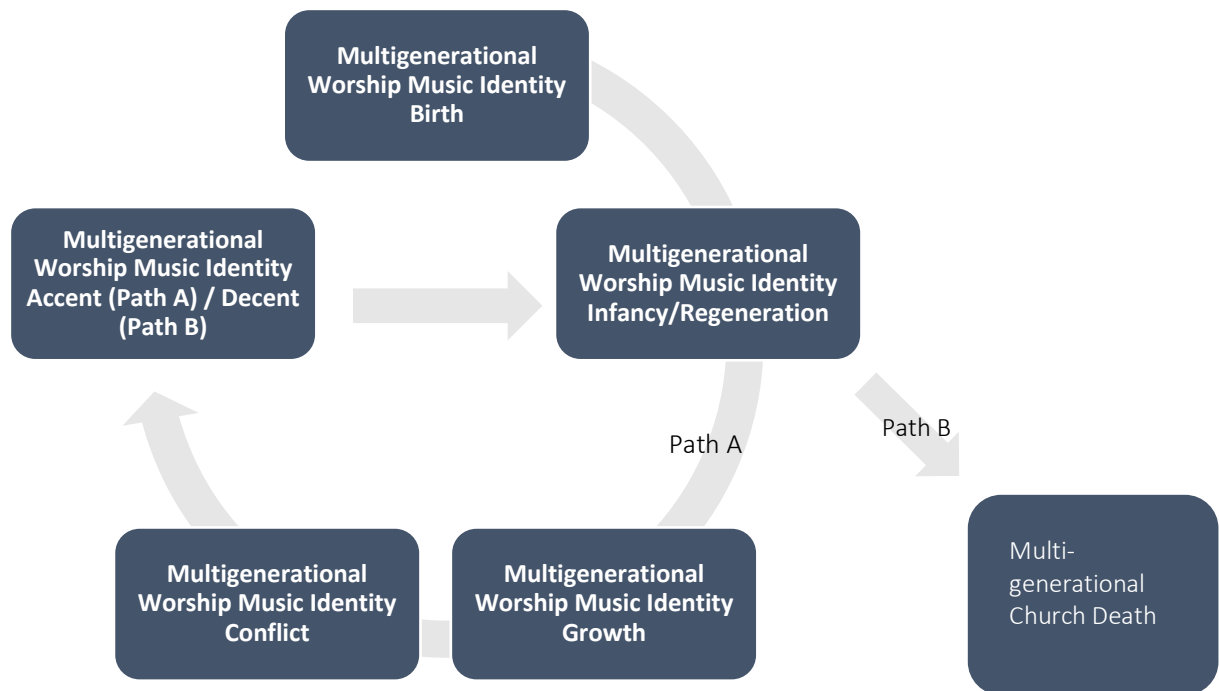 Multigenerational
Worship Music Identity
Birth
Multigenerational
Worship Music Identity
Accent (Path A) / Decent
(Path B)
Multigenerational
Worship Music Identity
Infancy/Regeneration
Path A
Path B
Multigenerational
Worship Music Identity
Conflict
Multigenerational
Worship Music Identity
Growth
Multi-
generational
Church Death